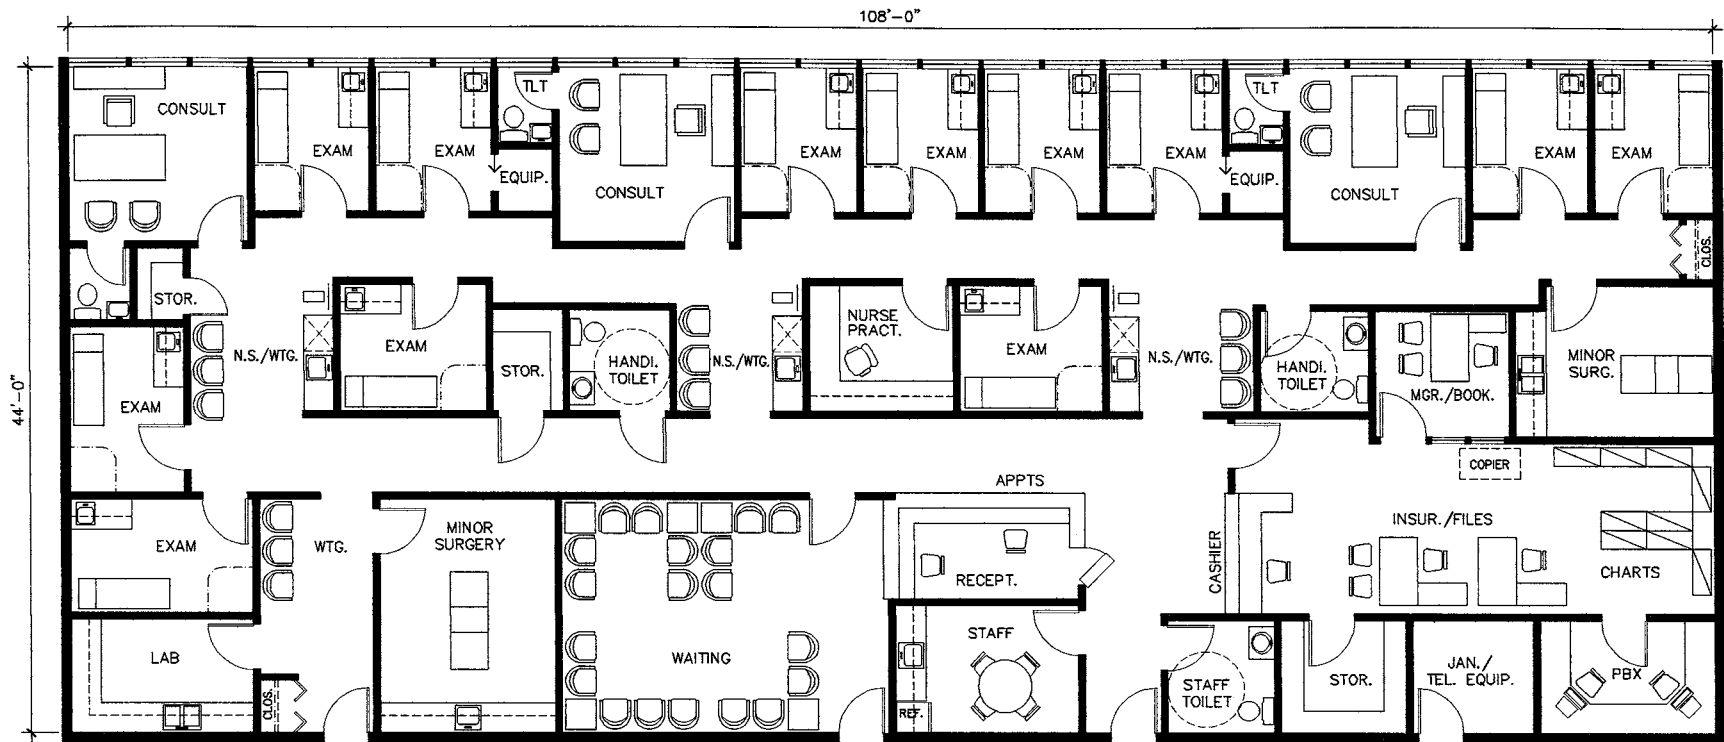 108'-0"
44'-0"
CONSULT
EXAM
EXAM
TLT
EQUIP.
CONSULT
EXAM
EXAM
EXAM
EXAM
TLT
EQUIP.
CONSULT
EXAM
EXAM
CLOS.
STOR.
N.S./WTG.
EXAM
STOR.
HANDI.
TOILET
N.S./WTG.
NURSE
PRACT.
EXAM
N.S./WTG.
HANDI.
TOILET
MGR./BOOK.
MINOR
SURG.
EXAM
COPIER
APPTS
EXAM
WTG.
MINOR
SURGERY
WAITING
RECEPT.
CASHIER
INSUR./FILES
CHARTS
LAB
CLOS.
STAFF
REF.
STAFF
TOILET
STOR.
JAN./
TEL. EQUIP.
PBX